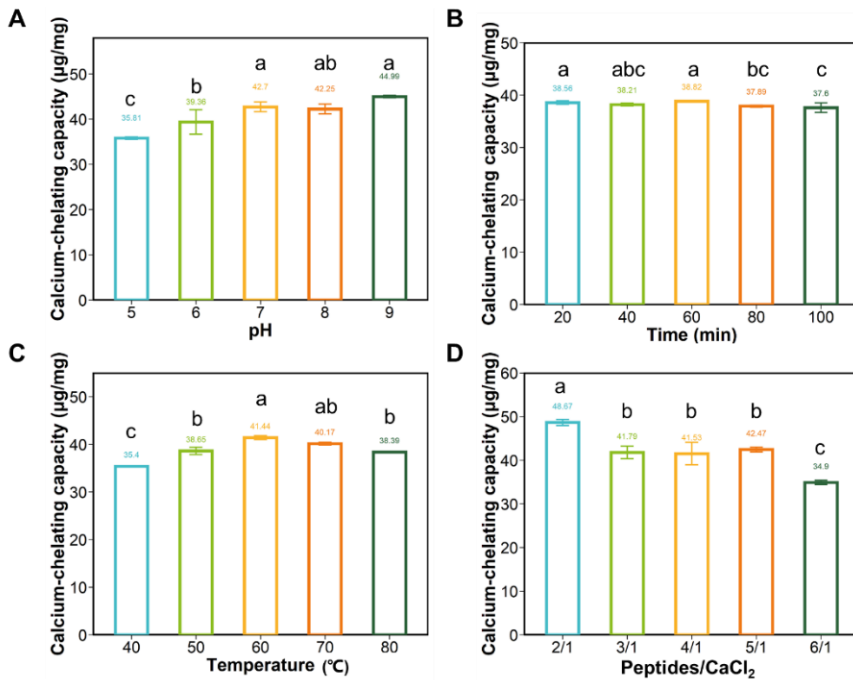 A
Calcium-chelating capacity (μg/mg)
50
40
30
20
10
0
c
b
a
ab
a
35.81
39.38
42.7
42.25
44.99
5
6
7
8
9
pH
B
Calcium-chelating capacity (μg/mg)
50
40
30
20
10
0
a
abc
a
bc
c
38.56
38.21
38.82
37.89
37.6
20
40
60
80
100
Time (min)
C
Calcium-chelating capacity (μg/mg)
50
40
30
20
10
0
c
b
a
ab
b
35.4
38.65
41.44
40.17
38.39
40
50
60
70
80
Temperature (℃)
D
Calcium-chelating capacity (μg/mg)
60
50
40
30
20
10
0
a
b
b
b
c
48.67
41.79
41.53
42.47
34.9
2/1
3/1
4/1
5/1
6/1
Peptides/CaCl₂